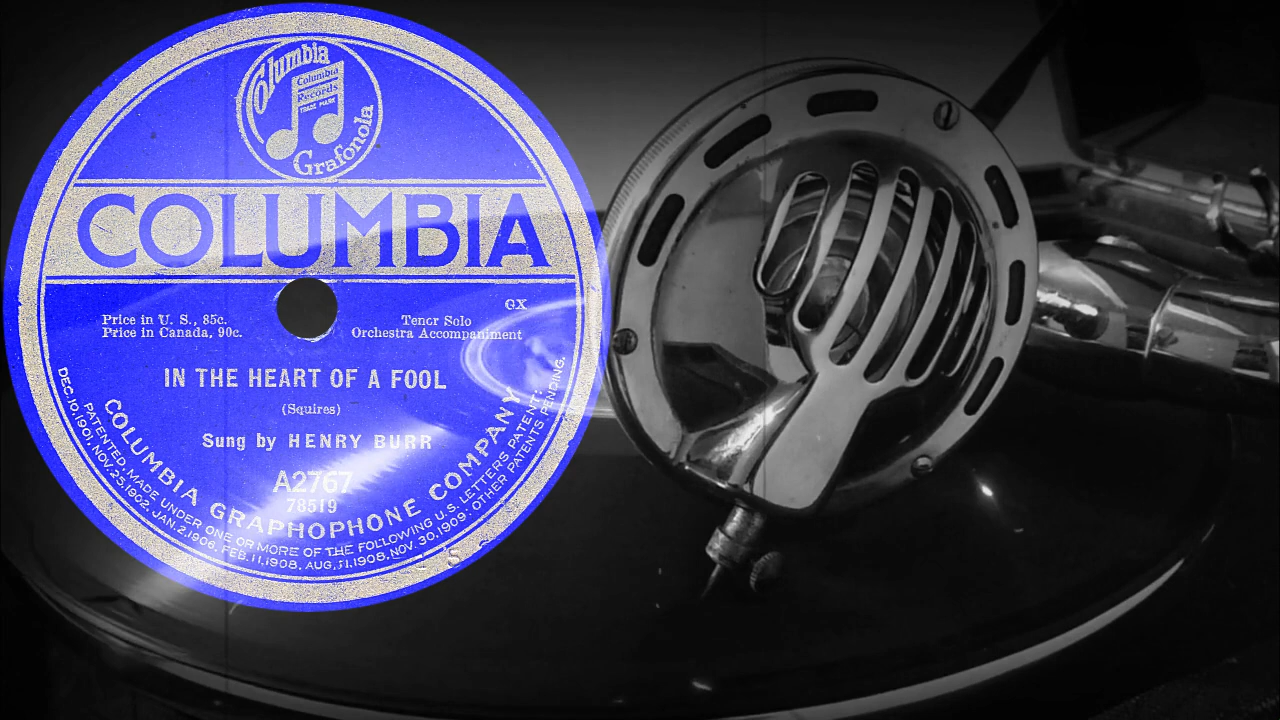 Columbia
Columbia
Records
TRADE MARK
Grafonola
COLUMBIA
GX
Price in U. S., 85c.
Price in Canada, 90c.
Tenor Solo
Orchestra Accompaniment
IN THE HEART OF A FOOL
(Squires)
Sung by HENRY BURR
A2767
78519
COLUMBIA GRAPHOPHONE COMPANY
PATENTED, MADE UNDER ONE OR MORE OF THE FOLLOWING U.S. LETTERS PATENT:
DEC.10,1901, NOV.25,1902, JAN.2,1906, FEB.11,1908, AUG.11,1908, NOV.30,1909: OTHER PATENTS PENDING.